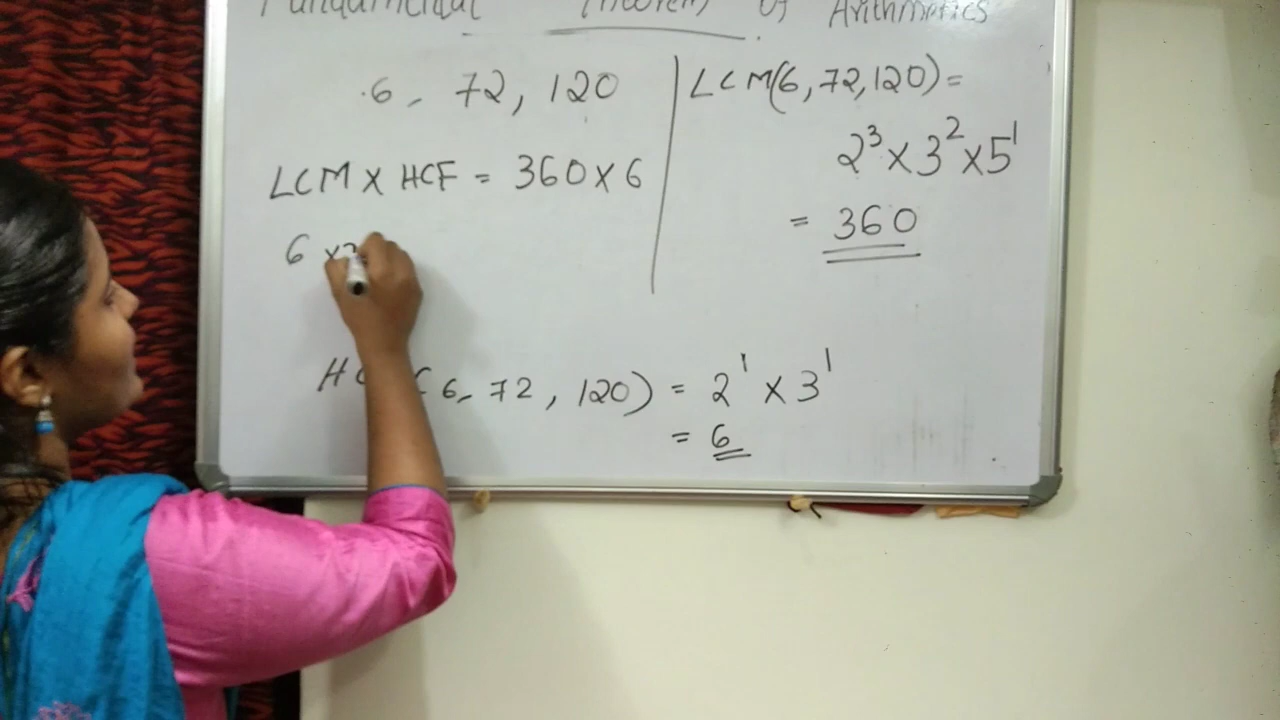 Fundamental Theorem Of Arithmetics
6, 72, 120
LCM X HCF = 360 X 6
6 x
LCM(6, 72, 120) =
2³ x 3² x 5¹
= 360
(6, 72, 120) = 2¹ X 3¹
= 6